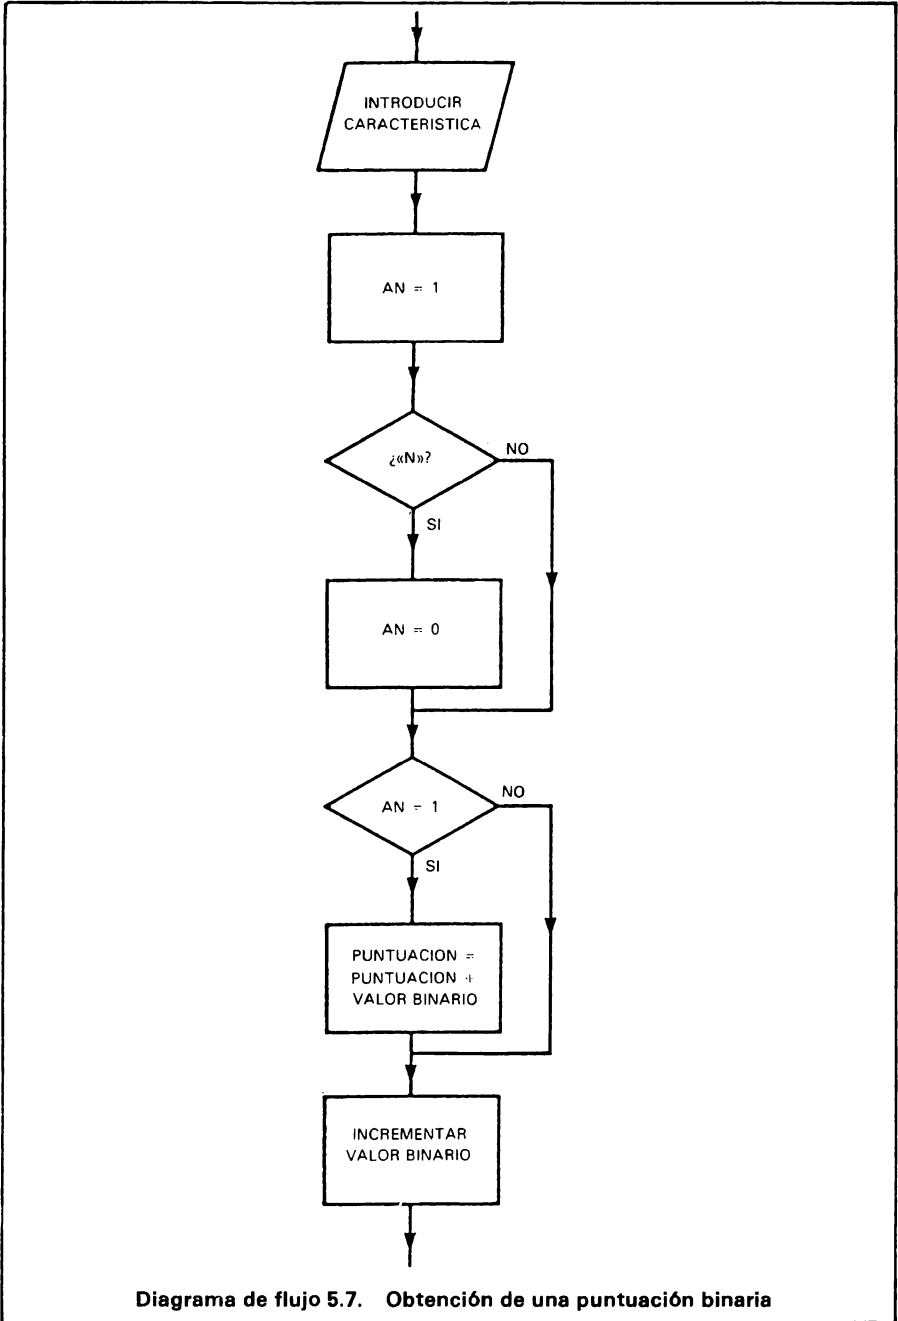 INTRODUCIR
CARACTERISTICA
AN = 1
¿«N»?
NO
SI
AN = 0
AN = 1
NO
SI
PUNTUACION =
PUNTUACION +
VALOR BINARIO
INCREMENTAR
VALOR BINARIO
Diagrama de flujo 5.7. Obtención de una puntuación binaria